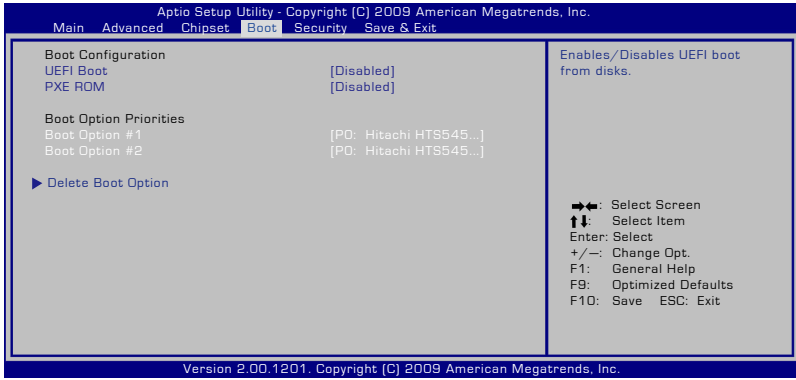 Aptio Setup Utility - Copyright (C) 2009 American Megatrends, Inc.
Main Advanced Chipset Boot Security Save & Exit
Boot Configuration
UEFI Boot [Disabled]
PXE ROM [Disabled]
Boot Option Priorities
Boot Option #1 [P0: Hitachi HTS545...]
Boot Option #2 [P0: Hitachi HTS545...]
▶ Delete Boot Option
Enables/Disables UEFI boot
from disks.
➡⬅: Select Screen
⬆⬇: Select Item
Enter: Select
+/−: Change Opt.
F1: General Help
F9: Optimized Defaults
F10: Save ESC: Exit
Version 2.00.1201. Copyright (C) 2009 American Megatrends, Inc.